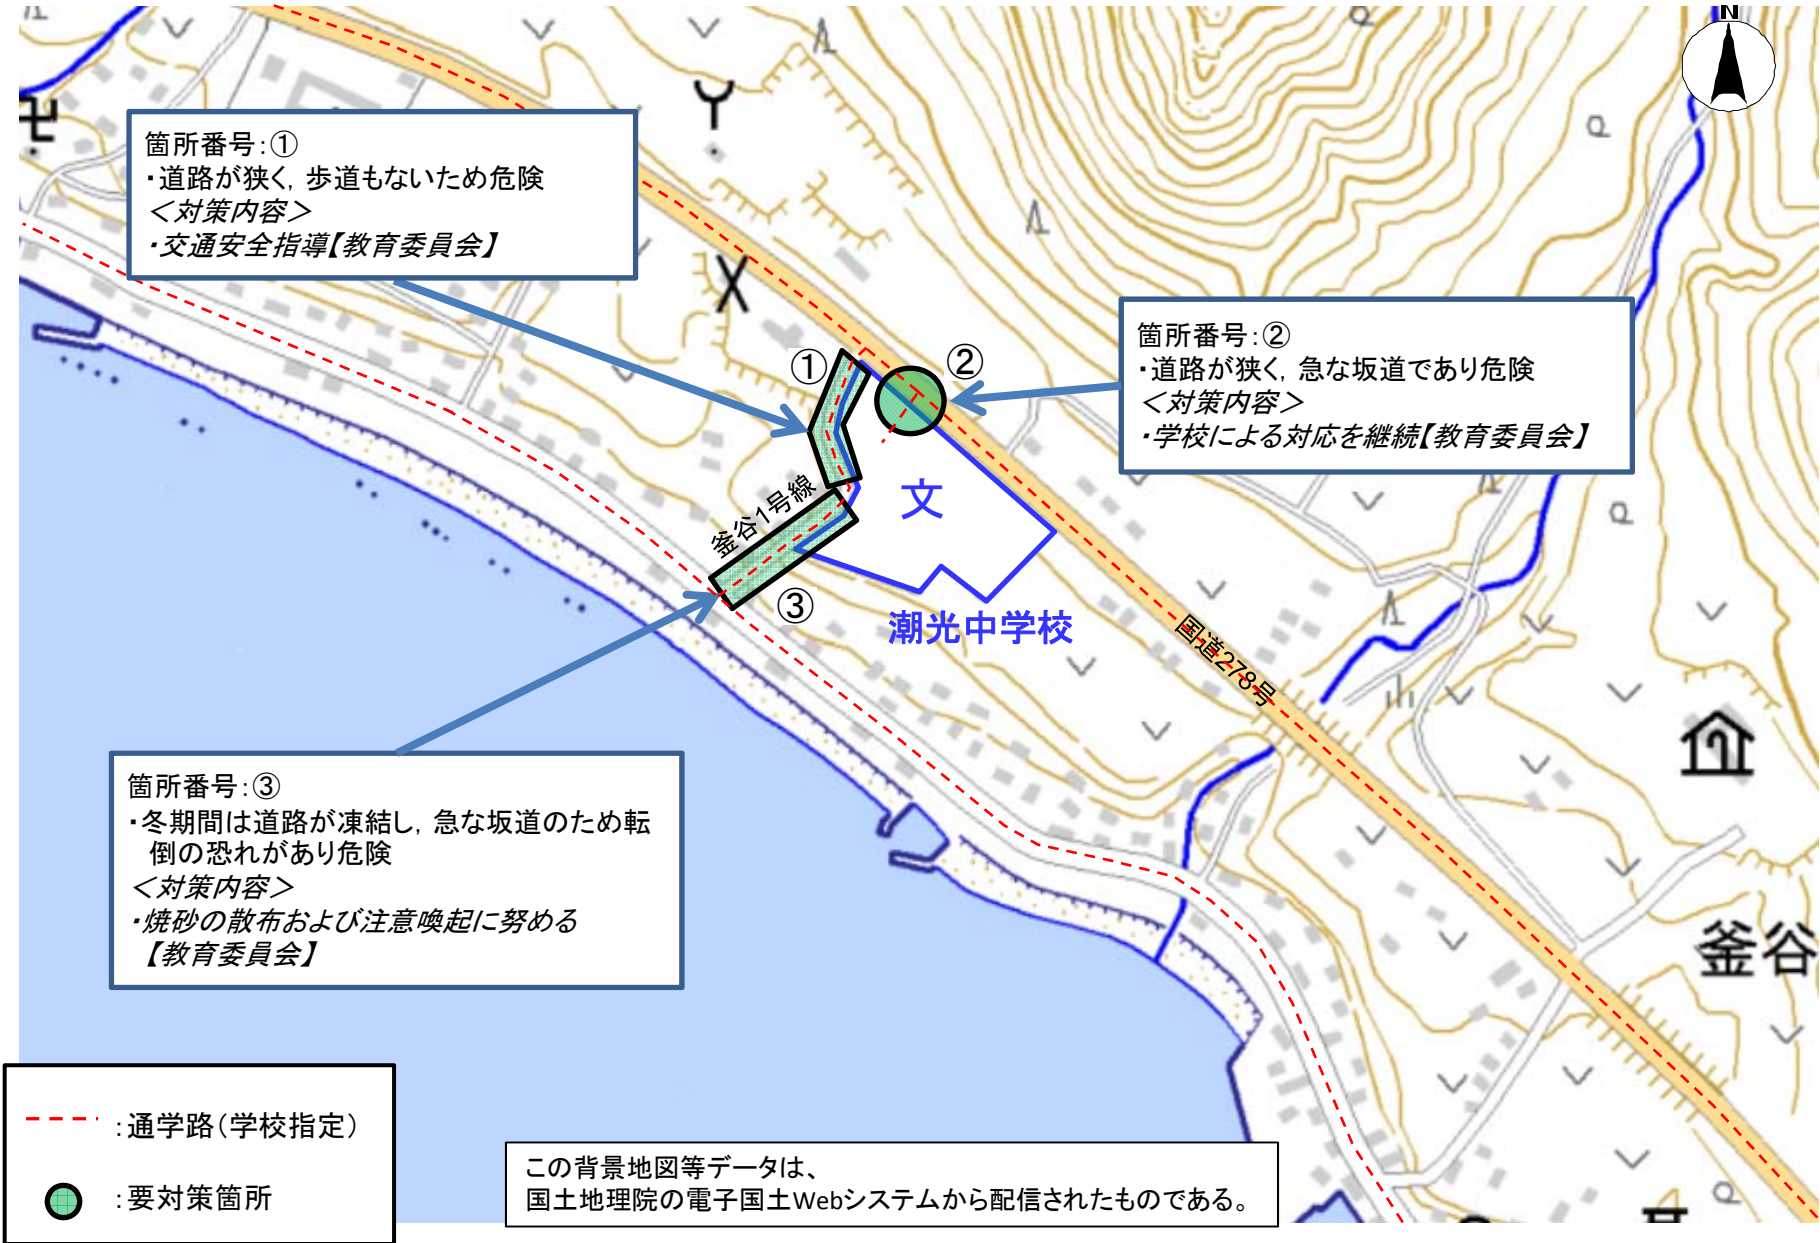 N
箇所番号：①
・道路が狭く，歩道もないため危険
＜対策内容＞
・交通安全指導【教育委員会】
箇所番号：②
・道路が狭く，急な坂道であり危険
＜対策内容＞
・学校による対応を継続【教育委員会】
①
②
文
釜谷1号線
③
潮光中学校
国道278号
箇所番号：③
・冬期間は道路が凍結し，急な坂道のため転
倒の恐れがあり危険
＜対策内容＞
・焼砂の散布および注意喚起に努める
【教育委員会】
釜谷
：通学路（学校指定）
：要対策箇所
この背景地図等データは、
国土地理院の電子国土Webシステムから配信されたものである。